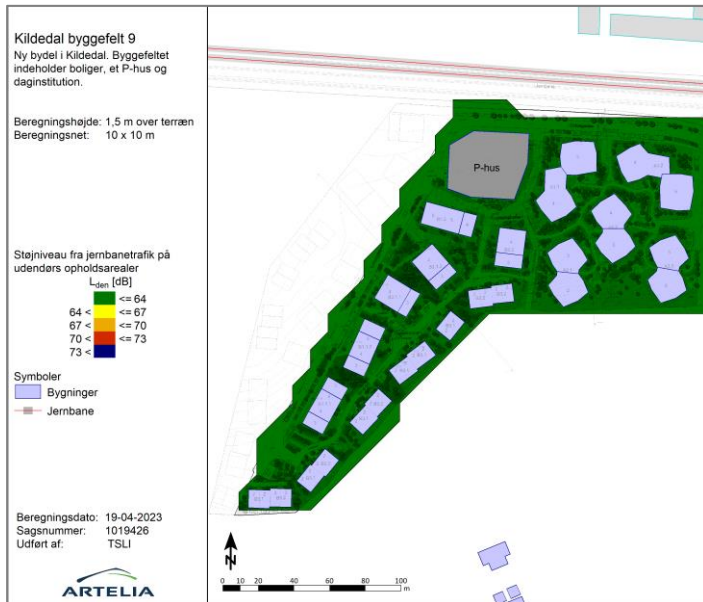 Kildedal byggefelt 9
Ny bydel i Kildedal. Byggefeltet
indeholder boliger, et P-hus og
daginstitution.
Beregningshøjde: 1,5 m over terræn
Beregningsnet: 10 x 10 m
Støjniveau fra jernbanetrafik på
udendørs opholdsarealer
Lden [dB]
<= 64
64 < <= 67
67 < <= 70
70 < <= 73
73 <
Symboler
Bygninger
Jernbane
Beregningsdato: 19-04-2023
Sagsnummer: 1019426
Udført af: TSLI
ARTELIA
P-hus
N
0 10 20 40 60 80 100
m